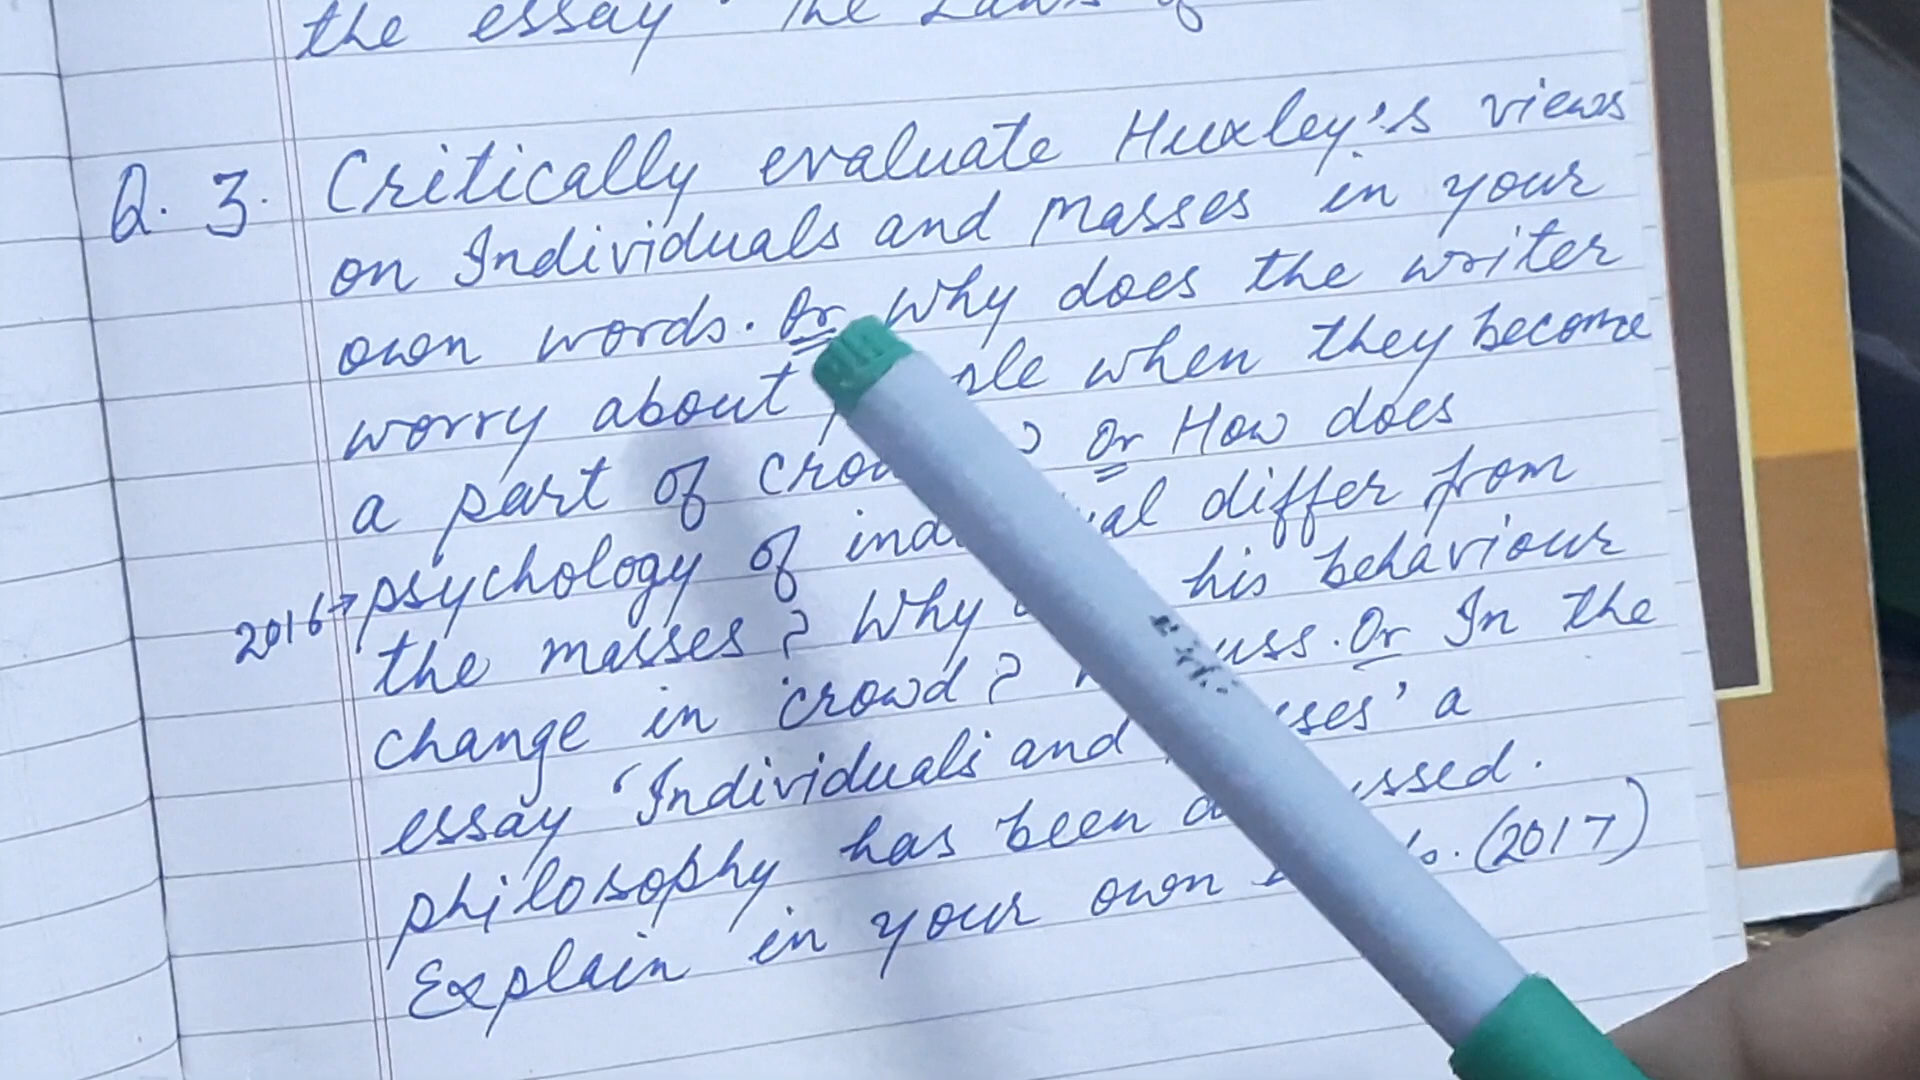 the essay "The Laws of
Q. 3. Critically evaluate Huxley's views
on Individuals and Masses in your
own words. Or Why does the writer
worry about when they become
a part of Or How does
2016→ psychology of differ from
the masses? Why his behaviour
change in 'crowd? Or In the
essay 'Individuals and a
philosophy has been
Explain in your own (2017)